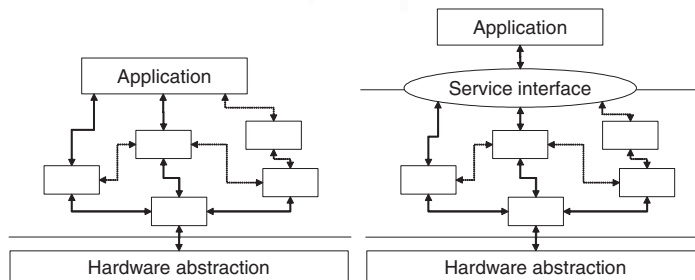 Application
Hardware abstraction
Application
Service interface
Hardware abstraction